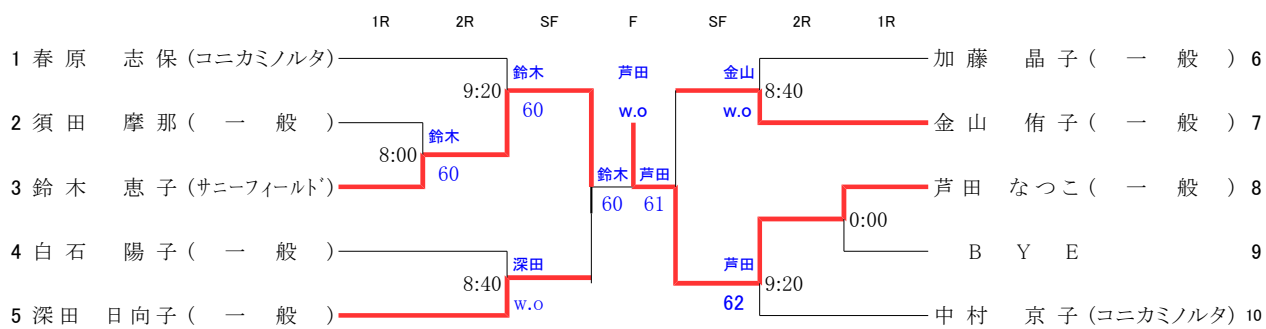 1R 2R SF F SF 2R 1R
1 春原 志保 (コニカミノルタ) 加藤 晶子 ( 一般 ) 6
鈴木 芦田 金山
9:20 8:40
60 w.o w.o
2 須田 摩那 ( 一般 ) 金山 侑子 ( 一般 ) 7
鈴木
8:00
60
鈴木 芦田
3 鈴木 恵子 (サニーフィールド) 芦田 なつこ ( 一般 ) 8
60 61 0:00
4 白石 陽子 ( 一般 ) BYE 9
深田 芦田
8:40 9:20
w.o 62
5 深田 日向子 ( 一般 ) 中村 京子 (コニカミノルタ) 10